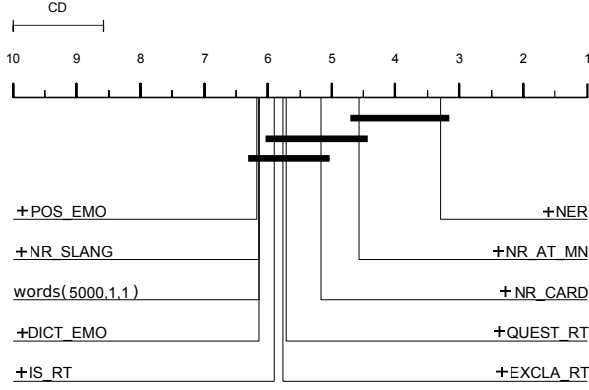 CD
10 9 8 7 6 5 4 3 2 1
+POS_EMO +NER
+NR_SLANG +NR_AT_MN
words(5000,1,1) +NR_CARD
+DICT_EMO +QUEST_RT
+IS_RT +EXCLA_RT